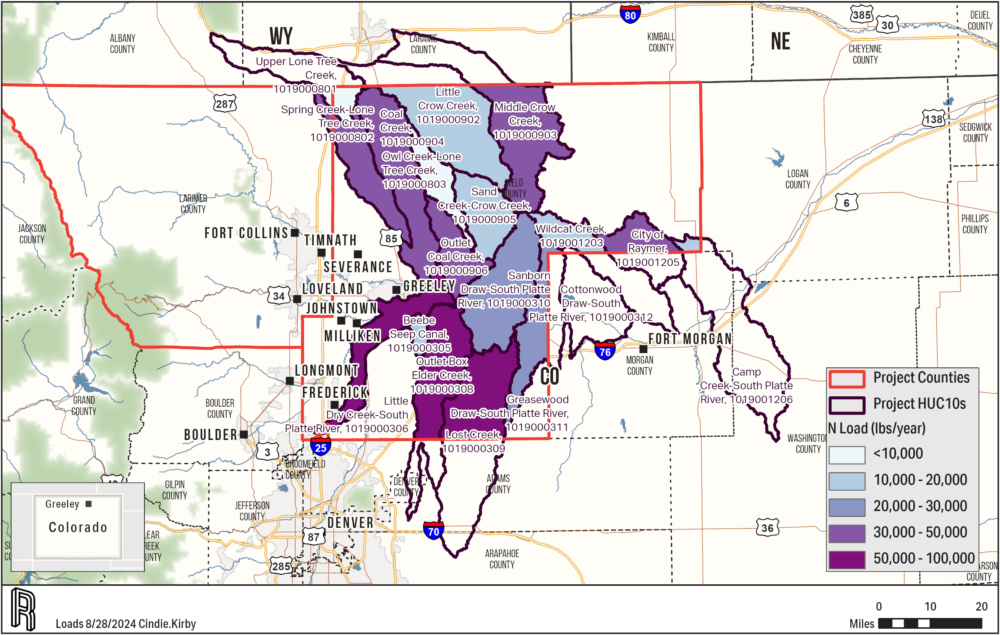 WY
NE
CO
80
385
30
287
138
6
85
34
76
25
3
70
87
285
36
ALBANY
COUNTY
LARAMIE
COUNTY
KIMBALL
COUNTY
CHEYENNE
COUNTY
DEUEL
COUNTY
SEDGWICK
COUNTY
LOGAN
COUNTY
PHILLIPS
COUNTY
JACKSON
COUNTY
LARIMER
COUNTY
WELD
COUNTY
GRAND
COUNTY
BOULDER
COUNTY
MORGAN
COUNTY
COUNTY
BROOMFIELD
COUNTY
GILPIN
COUNTY
JEFFERSON
COUNTY
DENVER
COUNTY
ADAMS
COUNTY
ARAPAHOE
COUNTY
Upper Lone Tree
Creek,
1019000801
Spring Creek-Lone
Tree Creek,
1019000802
Coal
Creek,
1019000904
Owl Creek-Lone
Tree Creek,
1019000803
Little
Crow Creek,
1019000902
Middle Crow
Creek,
1019000903
Sand
Creek-Crow Creek,
1019000905
Wildcat Creek,
1019001203
City of
Raymer,
1019001205
Outlet
Coal Creek,
1019000906
Sanborn
Draw-South Platte
River, 1019000310
Cottonwood
Draw-South
Platte River, 1019000312
Beebe
Seep Canal,
1019000305
Outlet Box
Elder Creek,
1019000308
Little
Dry Creek-South
Platte River, 1019000306
Greasewood
Draw-South Platte River,
1019000311
Lost Creek,
1019000309
Camp
Creek-South Platte
River, 1019001206
FORT COLLINS
TIMNATH
SEVERANCE
LOVELAND
GREELEY
JOHNSTOWN
MILLIKEN
LONGMONT
FREDERICK
BOULDER
FORT MORGAN
DENVER
Project Counties
Project HUC10s
N Load (lbs/year)
<10,000
10,000 - 20,000
20,000 - 30,000
30,000 - 50,000
50,000 - 100,000
Greeley
Colorado
COUNTY
Loads 8/28/2024 Cindie.Kirby
0 10 20
Miles